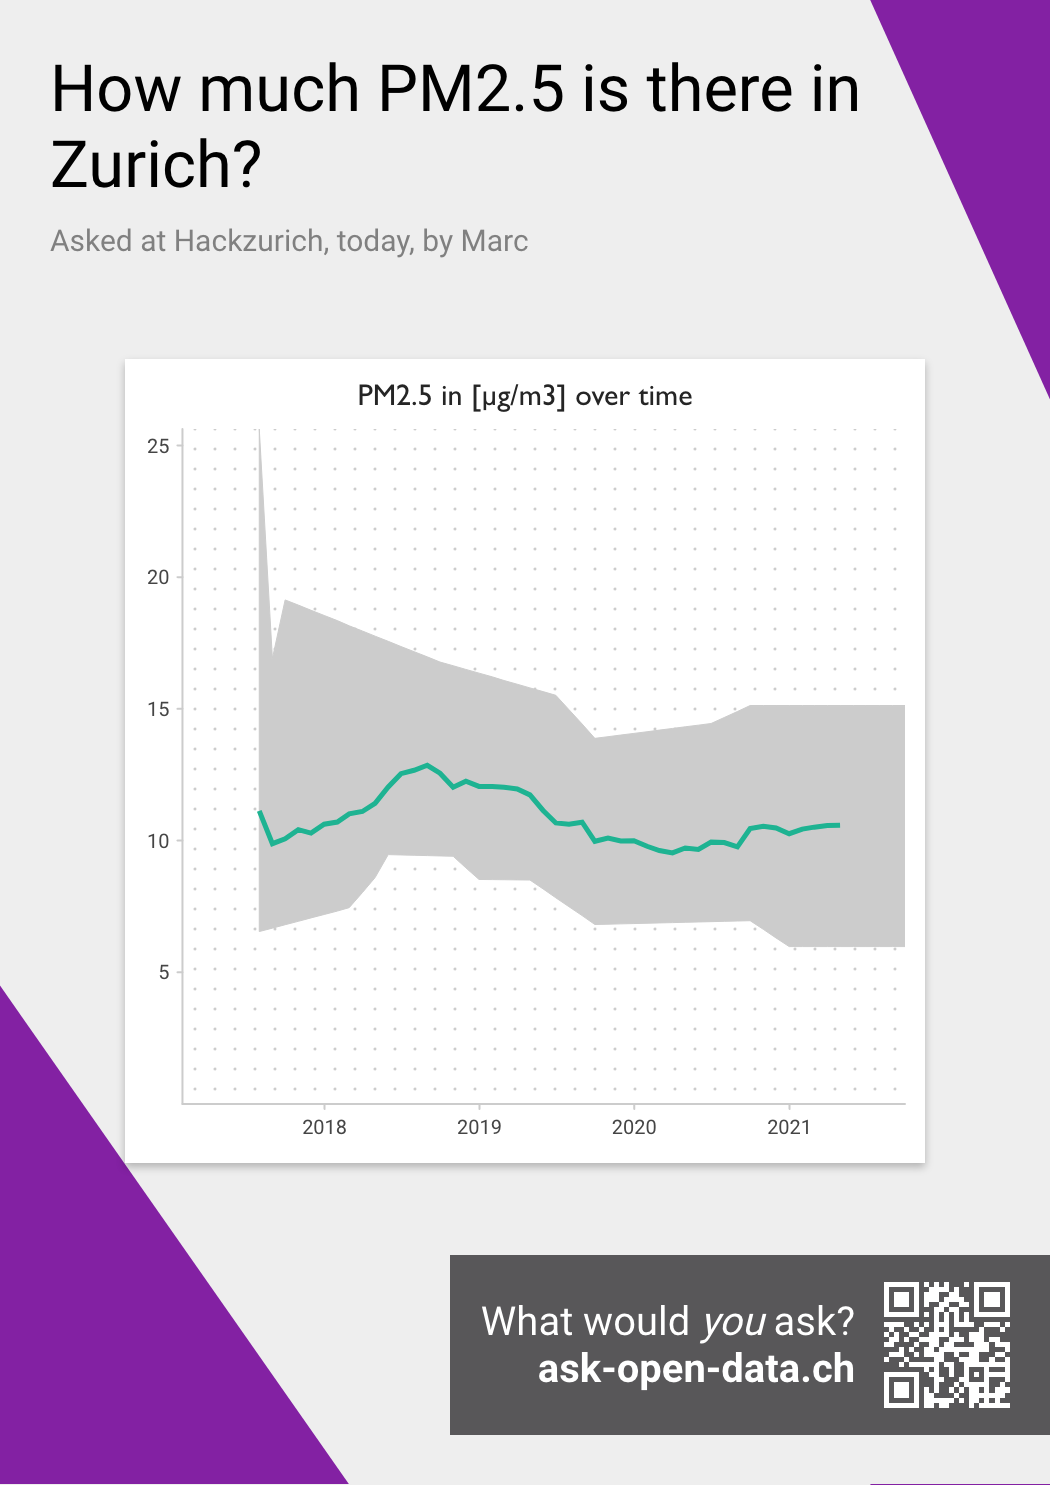 How much PM2.5 is there in
Zurich?
Asked at Hackzurich, today, by Marc
PM2.5 in [µg/m3] over time
25
20
15
10
5
2018 2019 2020 2021
What would you ask?
ask-open-data.ch